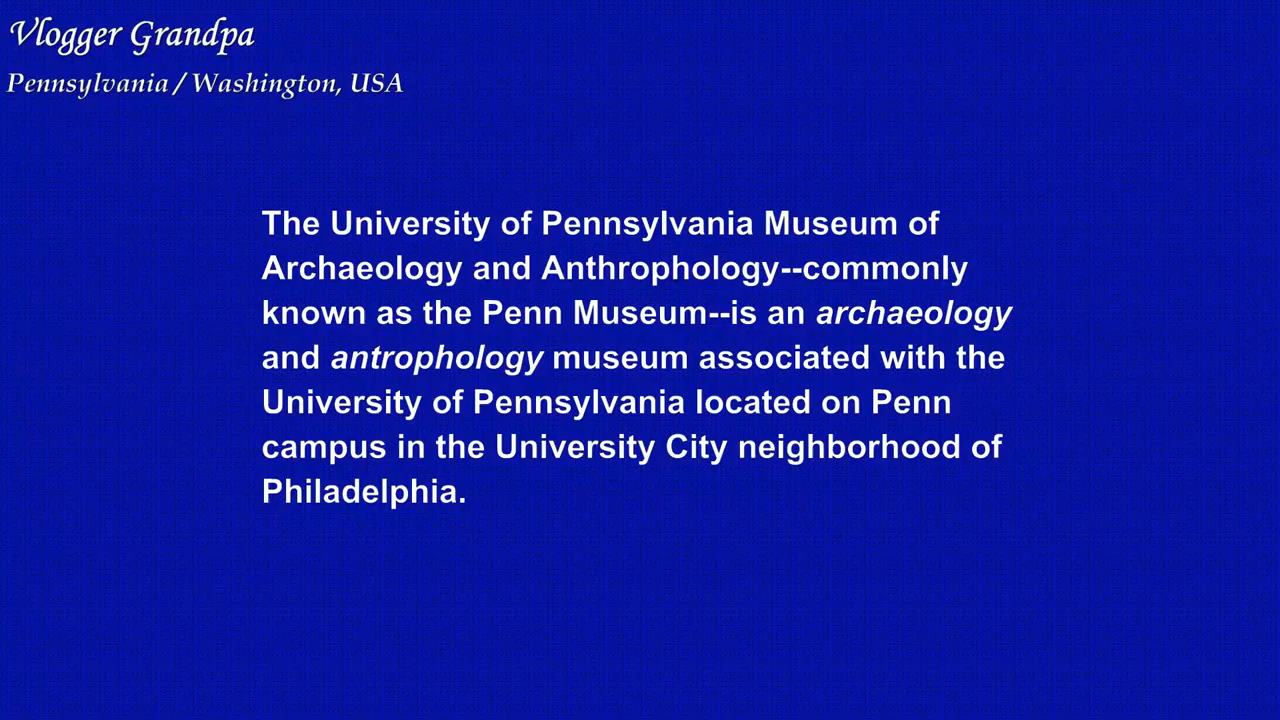 Vlogger Grandpa
Pennsylvania / Washington, USA
The University of Pennsylvania Museum of
Archaeology and Anthrophology--commonly
known as the Penn Museum--is an archaeology
and antrophology museum associated with the
University of Pennsylvania located on Penn
campus in the University City neighborhood of
Philadelphia.